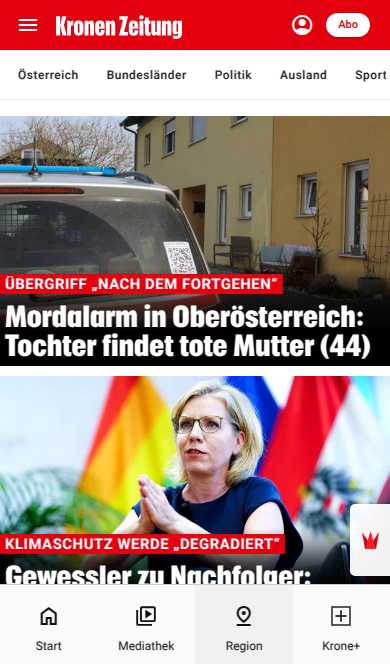 Kronen Zeitung
Abo
Österreich Bundesländer Politik Ausland Sport
ÜBERGRIFF „NACH DEM FORTGEHEN“
Mordalarm in Oberösterreich:
Tochter findet tote Mutter (44)
KLIMASCHUTZ WERDE „DEGRADIERT“
Gewessler zu Nachfolger:
Start Mediathek Region Krone+